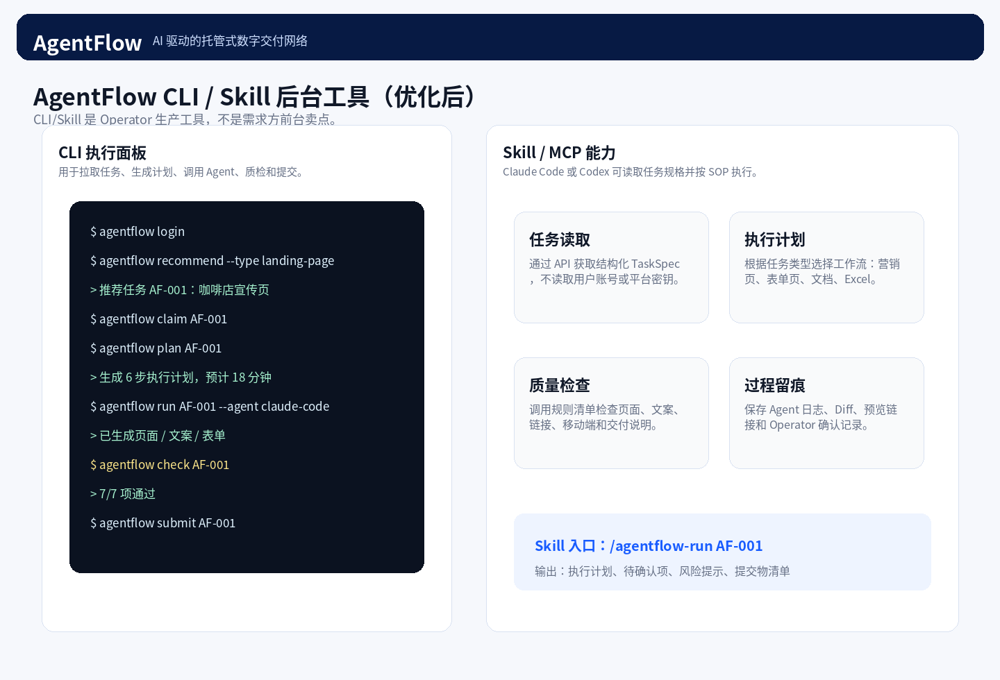 AgentFlow AI 驱动的托管式数字交付网络
AgentFlow CLI / Skill 后台工具（优化后）
CLI/Skill 是 Operator 生产工具，不是需求方前台卖点。
CLI 执行面板
用于拉取任务、生成计划、调用 Agent、质检和提交。
$ agentflow login
$ agentflow recommend --type landing-page
> 推荐任务 AF-001：咖啡店宣传页
$ agentflow claim AF-001
$ agentflow plan AF-001
> 生成 6 步执行计划，预计 18 分钟
$ agentflow run AF-001 --agent claude-code
> 已生成页面 / 文案 / 表单
$ agentflow check AF-001
> 7/7 项通过
$ agentflow submit AF-001
Skill / MCP 能力
Claude Code 或 Codex 可读取任务规格并按 SOP 执行。
任务读取
通过 API 获取结构化 TaskSpec
，不读取用户账号或平台密钥。
执行计划
根据任务类型选择工作流：营销
页、表单页、文档、Excel。
质量检查
调用规则清单检查页面、文案、
链接、移动端和交付说明。
过程留痕
保存 Agent 日志、Diff、预览链
接和 Operator 确认记录。
Skill 入口：/agentflow-run AF-001
输出：执行计划、待确认项、风险提示、提交物清单